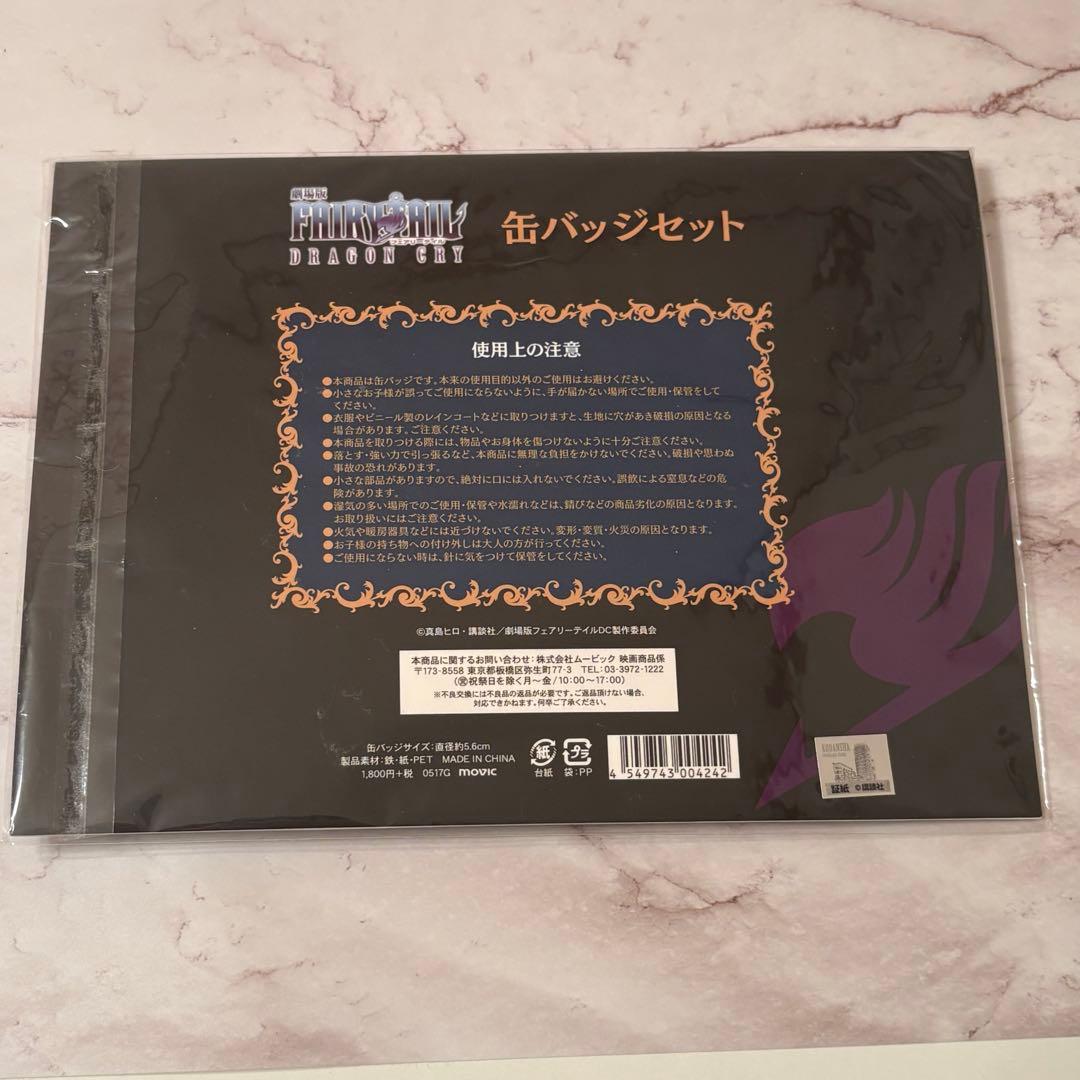 劇場版
FAIRY TAIL
フェアリーテイル
DRAGON CRY
缶バッジセット
使用上の注意
●本商品は缶バッジです。本来の使用目的以外のご使用はお避けください。
●小さなお子様が誤ってご使用にならないように、手が届かない場所でご使用・保管をして
ください。
●衣服やビニール製のレインコートなどに取りつけますと、生地に穴があき破損の原因となる
場合があります。ご注意ください。
●本商品を取りつける際には、物品やお身体を傷つけないように十分ご注意ください。
●落とす・強い力で引っ張るなど、本商品に無理な負担をかけないでください。破損や思わぬ
事故の恐れがあります。
●小さな部品がありますので、絶対に口には入れないでください。誤飲による窒息などの危
険があります。
●湿気の多い場所でのご使用・保管や水濡れなどは、錆びなどの商品劣化の原因となります。
お取り扱いにはご注意ください。
●火気や暖房器具などには近づけないでください。変形・変質・火災の原因となります。
●お子様の持ち物への付け外しは大人の方が行ってください。
●ご使用にならない時は、針に気をつけて保管をしてください。
©真島ヒロ・講談社／劇場版フェアリーテイルDC製作委員会
本商品に関するお問い合わせ：株式会社ムービック 映画商品係
〒173-8558 東京都板橋区弥生町77-3 TEL:03-3972-1222
(㊗祝祭日を除く月〜金/10:00〜17:00)
※不良交換には不良品の返品が必要です。ご返品頂けない場合、
対応できかねます。何卒ご了承ください。
缶バッジサイズ：直径約5.6cm
製品素材：鉄・紙・PET MADE IN CHINA
1,800円+税 0517G movic
紙
台紙
プラ
袋：PP
4 549743 004242
KODANSHA
証紙 ©講談社